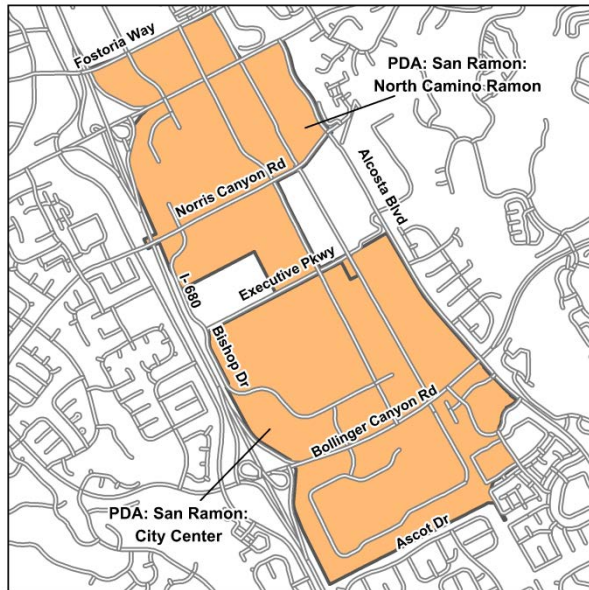 Fostoria Way
PDA: San Ramon:
North Camino Ramon
Norris Canyon Rd
Alcosta Blvd
I- 680
Executive Pkwy
Bishop Dr
Bollinger Canyon Rd
PDA: San Ramon:
City Center
Ascot Dr